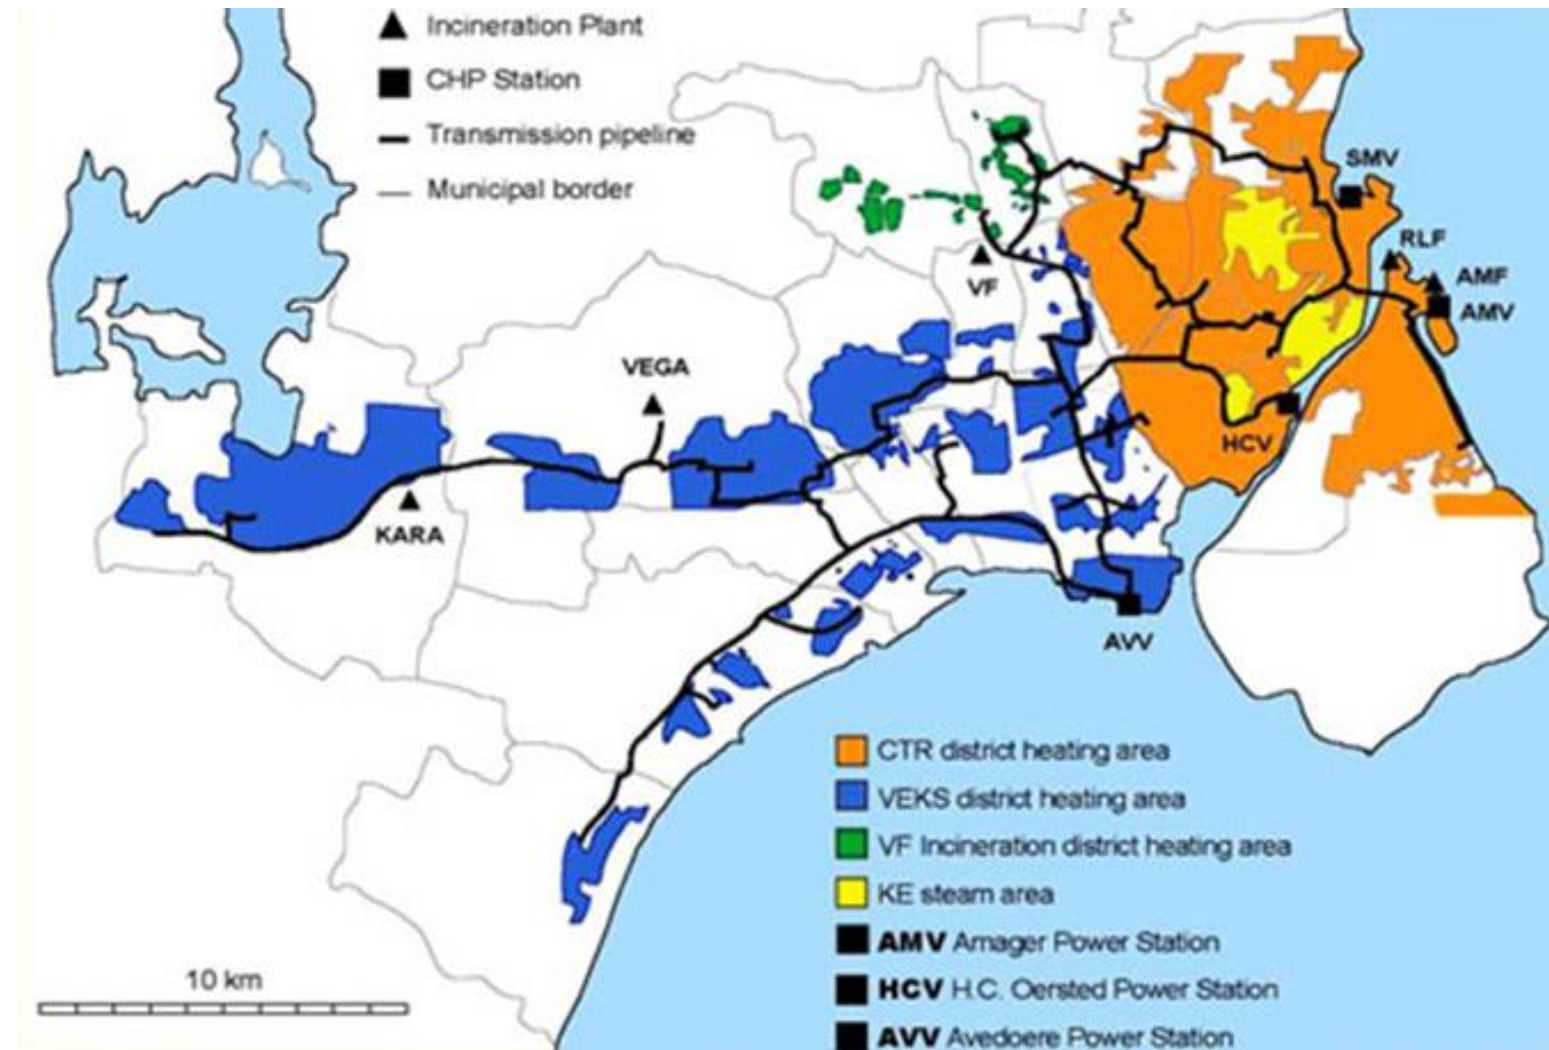 Incineration Plant
CHP Station
Transmission pipeline
Municipal border
SMV
RLF
AMF
AMV
VF
VEGA
HCV
KARA
AVV
CTR district heating area
VEKS district heating area
VF Incineration district heating area
KE steam area
AMV Amager Power Station
HCV H.C. Oersted Power Station
AVV Avedoere Power Station
10 km